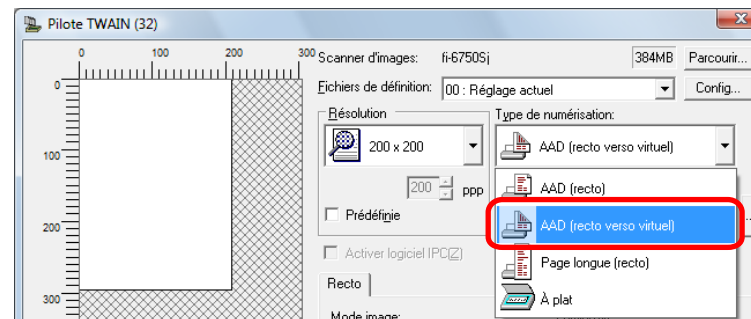 Pilote TWAIN (32)
0 100 200 300
Scanner d'images: fi-6750Sj 384MB Parcourir...
0
Fichiers de définition: 00 : Réglage actuel Config...
Résolution Type de numérisation:
200 x 200 AAD (recto verso virtuel)
100
200 ppp AAD (recto)
Prédéfinie
200 AAD (recto verso virtuel) ...
Activer logiciel IPC(Z) Page longue (recto)
Recto
300 À plat
Mode image: